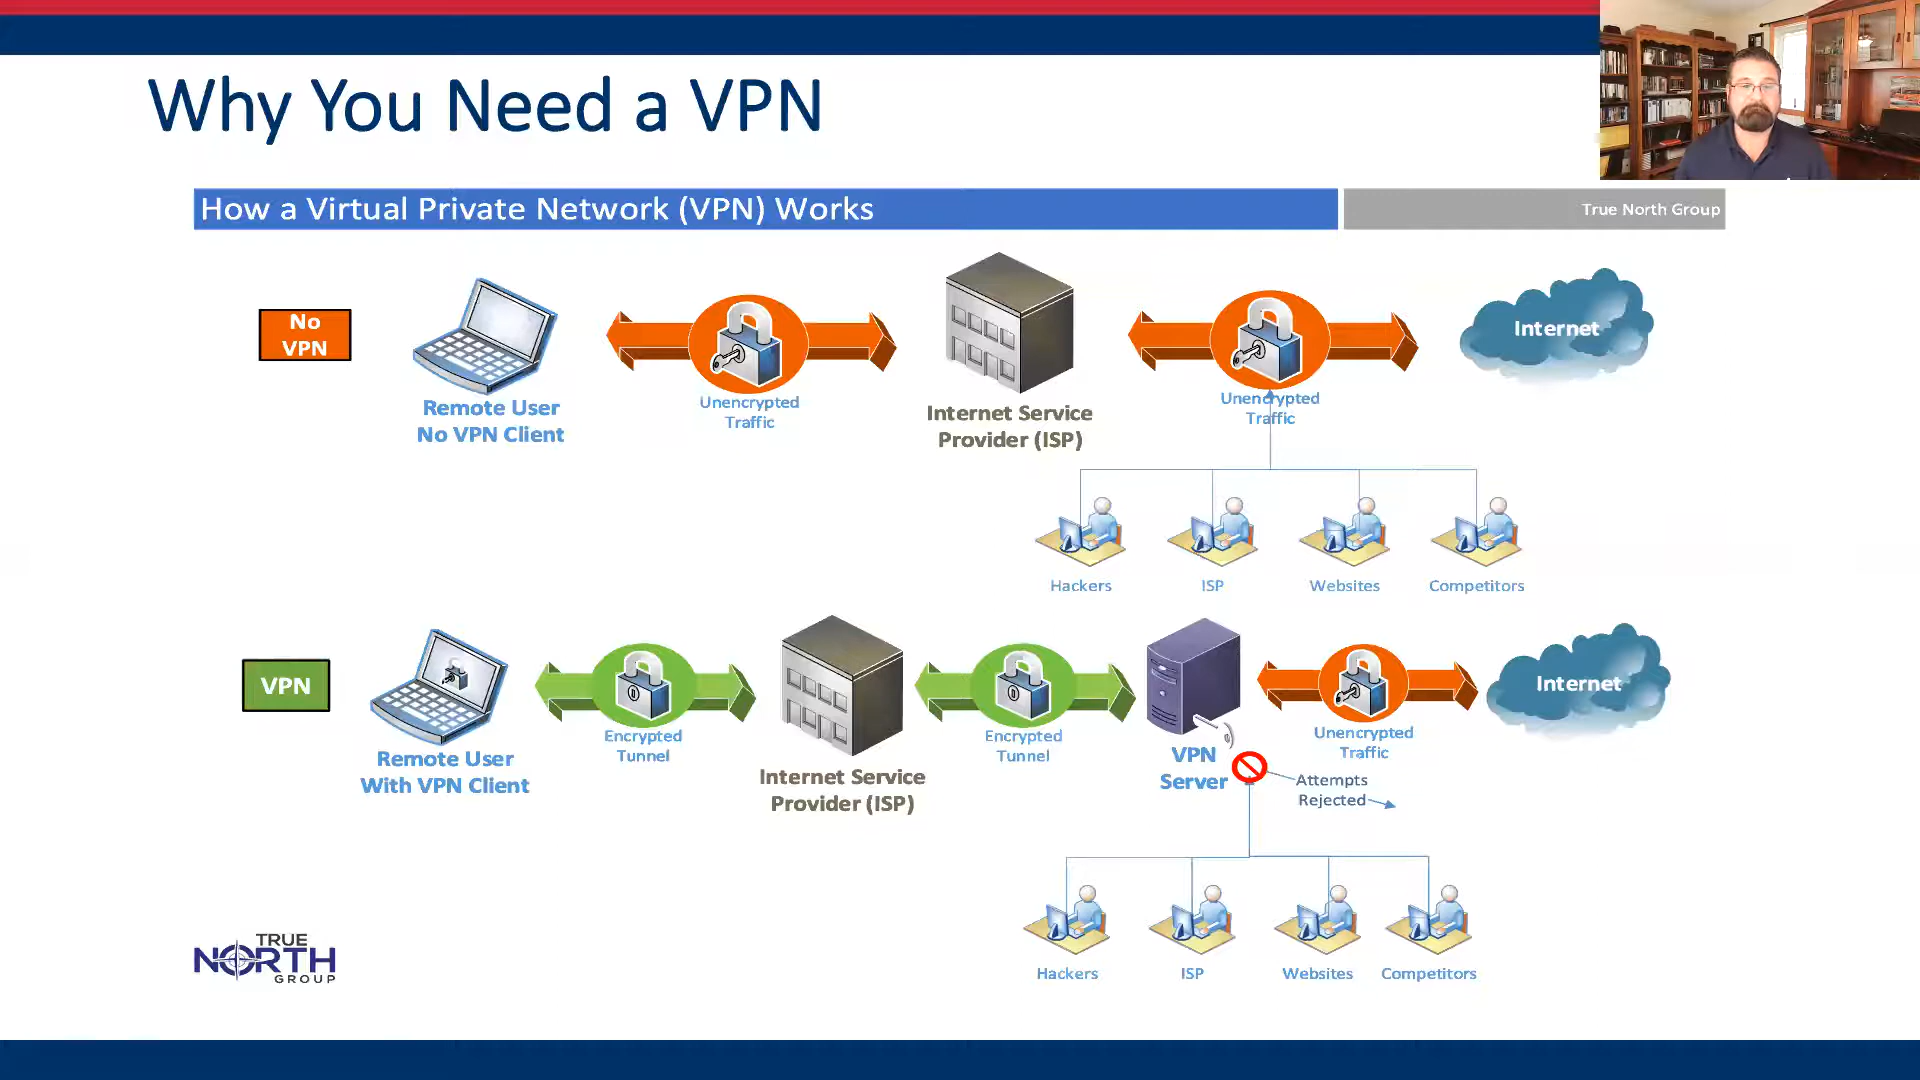 Why You Need a VPN
How a Virtual Private Network (VPN) Works
True North Group
No
VPN
Remote User
No VPN Client
Unencrypted
Traffic
Internet Service
Provider (ISP)
Unencrypted
Traffic
Internet
Hackers
ISP
Websites
Competitors
VPN
Remote User
With VPN Client
Encrypted
Tunnel
Internet Service
Provider (ISP)
Encrypted
Tunnel
VPN
Server
Unencrypted
Traffic
Internet
Attempts
Rejected
Hackers
ISP
Websites
Competitors
TRUE
NORTH
GROUP